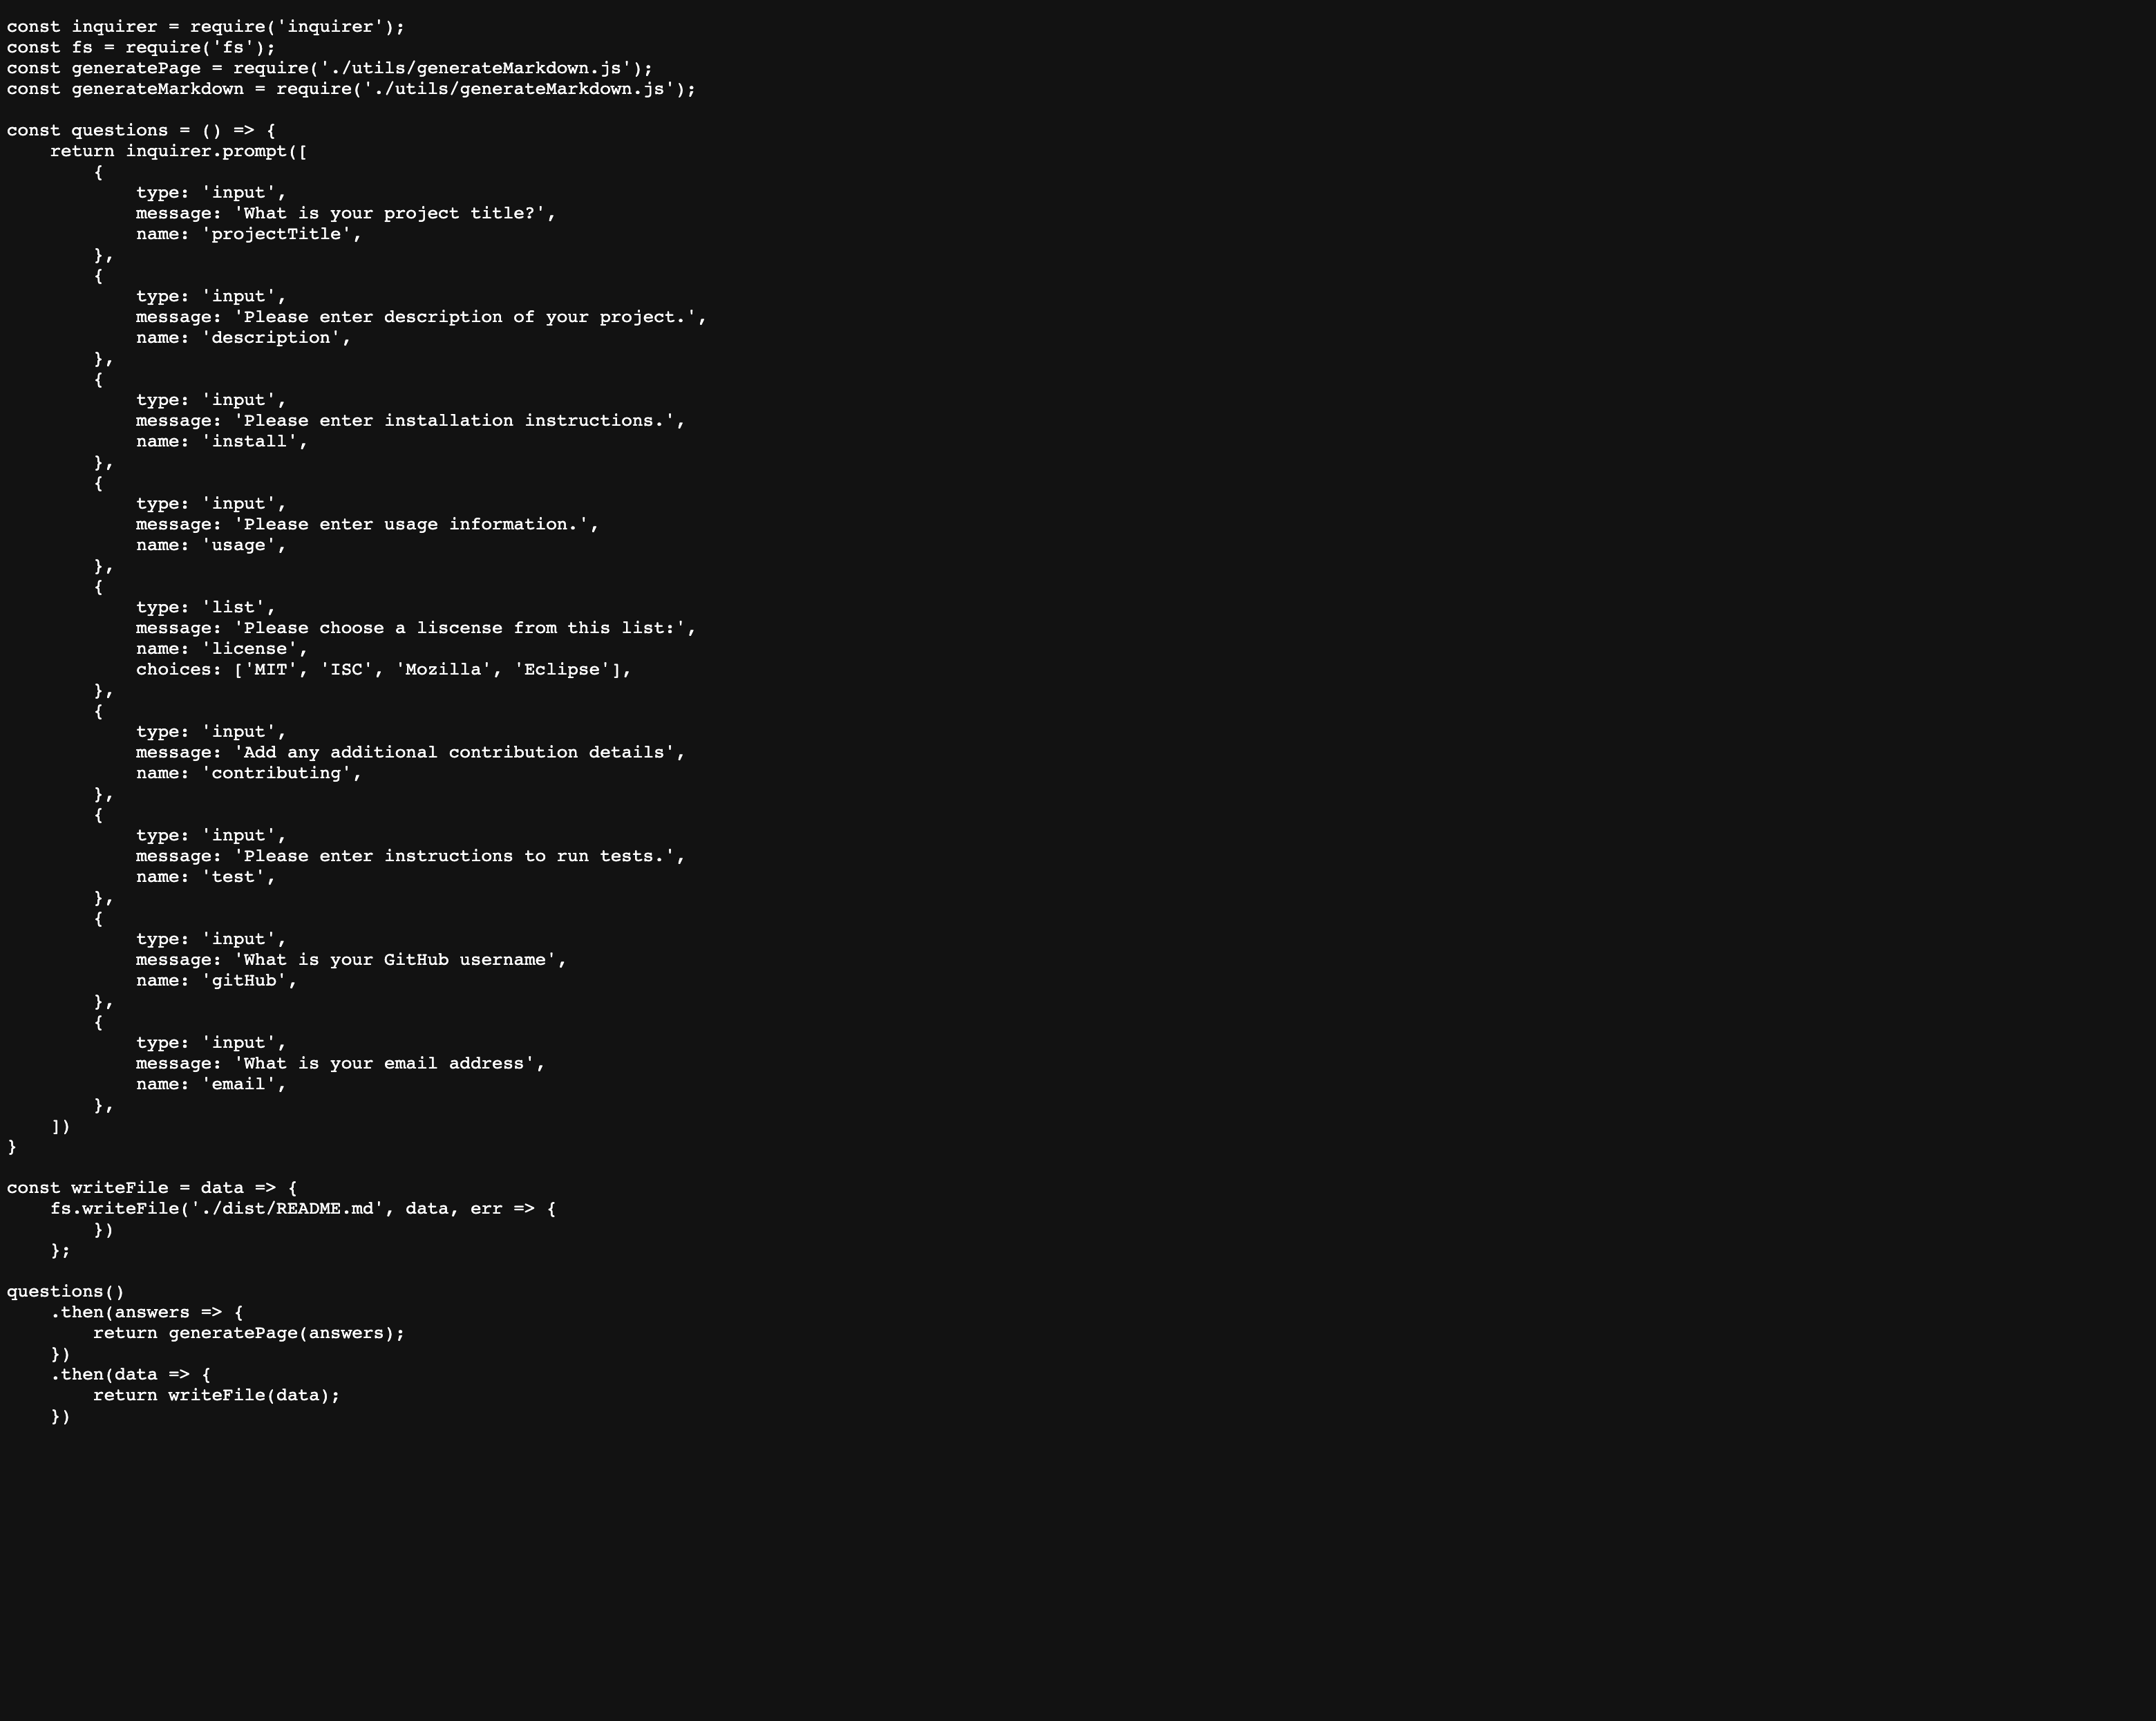 const inquirer = require('inquirer');
const fs = require('fs');
const generatePage = require('./utils/generateMarkdown.js');
const generateMarkdown = require('./utils/generateMarkdown.js');

const questions = () => {
    return inquirer.prompt([
        {
            type: 'input',
            message: 'What is your project title?',
            name: 'projectTitle',
        },
        {
            type: 'input',
            message: 'Please enter description of your project.',
            name: 'description',
        },
        {
            type: 'input',
            message: 'Please enter installation instructions.',
            name: 'install',
        },
        {
            type: 'input',
            message: 'Please enter usage information.',
            name: 'usage',
        },
        {
            type: 'list',
            message: 'Please choose a liscense from this list:',
            name: 'license',
            choices: ['MIT', 'ISC', 'Mozilla', 'Eclipse'],
        },
        {
            type: 'input',
            message: 'Add any additional contribution details',
            name: 'contributing',
        },
        {
            type: 'input',
            message: 'Please enter instructions to run tests.',
            name: 'test',
        },
        {
            type: 'input',
            message: 'What is your GitHub username',
            name: 'gitHub',
        },
        {
            type: 'input',
            message: 'What is your email address',
            name: 'email',
        },
    ])
}

const writeFile = data => {
    fs.writeFile('./dist/README.md', data, err => {
        })
    };

questions()
    .then(answers => {
        return generatePage(answers);
    })
    .then(data => {
        return writeFile(data);
    })